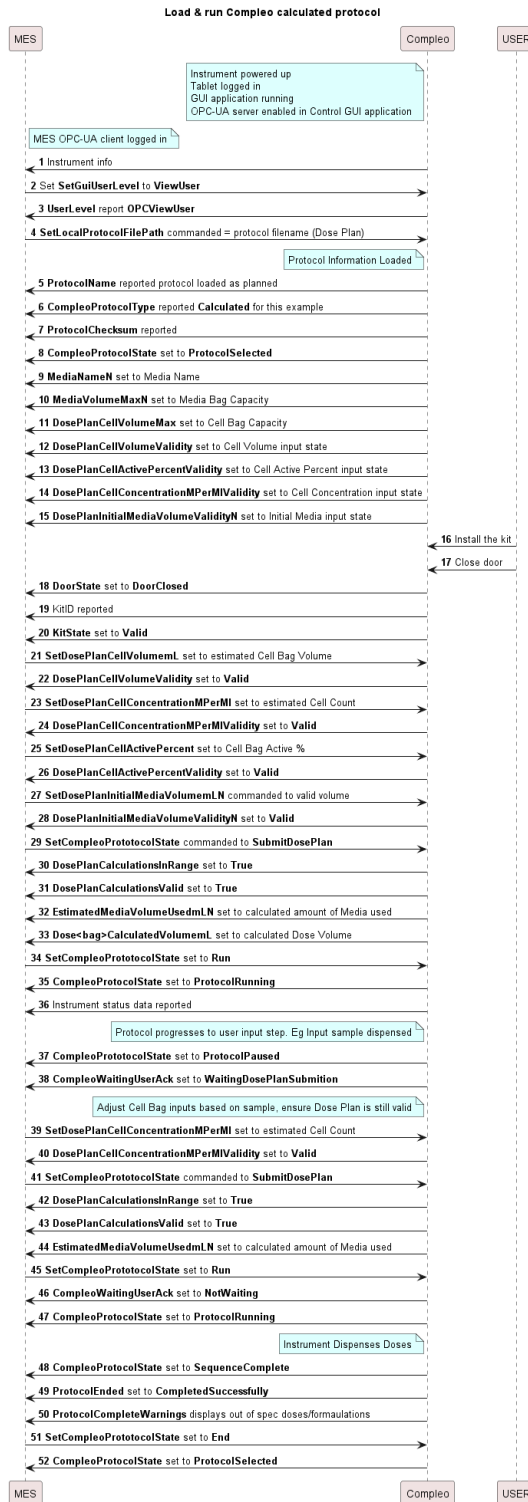 Load & run Compleo calculated protocol
MES
Compleo
USER
Instrument powered up
Tablet logged in
GUI application running
OPC-UA server enabled in Control GUI application
MES OPC-UA client logged in
1 Instrument info
2 Set SetGuiUserLevel to ViewUser
3 UserLevel report OPCViewUser
4 SetLocalProtocolFilePath commanded = protocol filename (Dose Plan)
Protocol Information Loaded
5 ProtocolName reported protocol loaded as planned
6 CompleoProtocolType reported Calculated for this example
7 ProtocolChecksum reported
8 CompleoProtocolState set to ProtocolSelected
9 MediaNameN set to Media Name
10 MediaVolumeMaxN set to Media Bag Capacity
11 DosePlanCellVolumeMax set to Cell Bag Capacity
12 DosePlanCellVolumeValidity set to Cell Volume input state
13 DosePlanCellActivePercentValidity set to Cell Active Percent input state
14 DosePlanCellConcentrationMPerMlValidity set to Cell Concentration input state
15 DosePlanInitialMediaVolumeValidityN set to Initial Media input state
16 Install the kit
17 Close door
18 DoorState set to DoorClosed
19 KitID reported
20 KitState set to Valid
21 SetDosePlanCellVolumemL set to estimated Cell Bag Volume
22 DosePlanCellVolumeValidity set to Valid
23 SetDosePlanCellConcentrationMPerMl set to estimated Cell Count
24 DosePlanCellConcentrationMPerMlValidity set to Valid
25 SetDosePlanCellActivePercent set to Cell Bag Active %
26 DosePlanCellActivePercentValidity set to Valid
27 SetDosePlanInitialMediaVolumemLN commanded to valid volume
28 DosePlanInitialMediaVolumeValidityN set to Valid
29 SetCompleoPrototocolState commanded to SubmitDosePlan
30 DosePlanCalculationsInRange set to True
31 DosePlanCalculationsValid set to True
32 EstimatedMediaVolumeUsedmLN set to calculated amount of Media used
33 Dose<bag>CalculatedVolumemL set to calculated Dose Volume
34 SetCompleoPrototocolState set to Run
35 CompleoPrototocolState set to ProtocolRunning
36 Instrument status data reported
Protocol progresses to user input step. Eg Input sample dispensed
37 CompleoPrototocolState set to ProtocolPaused
38 CompleoWaitingUserAck set to WaitingDosePlanSubmition
Adjust Cell Bag inputs based on sample, ensure Dose Plan is still valid
39 SetDosePlanCellConcentrationMPerMl set to estimated Cell Count
40 DosePlanCellConcentrationMPerMlValidity set to Valid
41 SetCompleoPrototocolState commanded to SubmitDosePlan
42 DosePlanCalculationsInRange set to True
43 DosePlanCalculationsValid set to True
44 EstimatedMediaVolumeUsedmLN set to calculated amount of Media used
45 SetCompleoPrototocolState set to Run
46 CompleoWaitingUserAck set to NotWaiting
47 CompleoProtocolState set to ProtocolRunning
Instrument Dispenses Doses
48 CompleoProtocolState set to SequenceComplete
49 ProtocolEnded set to CompletedSuccessfully
50 ProtocolCompleteWarnings displays out of spec doses/formaulations
51 SetCompleoPrototocolState set to End
52 CompleoProtocolState set to ProtocolSelected
MES
Compleo
USER